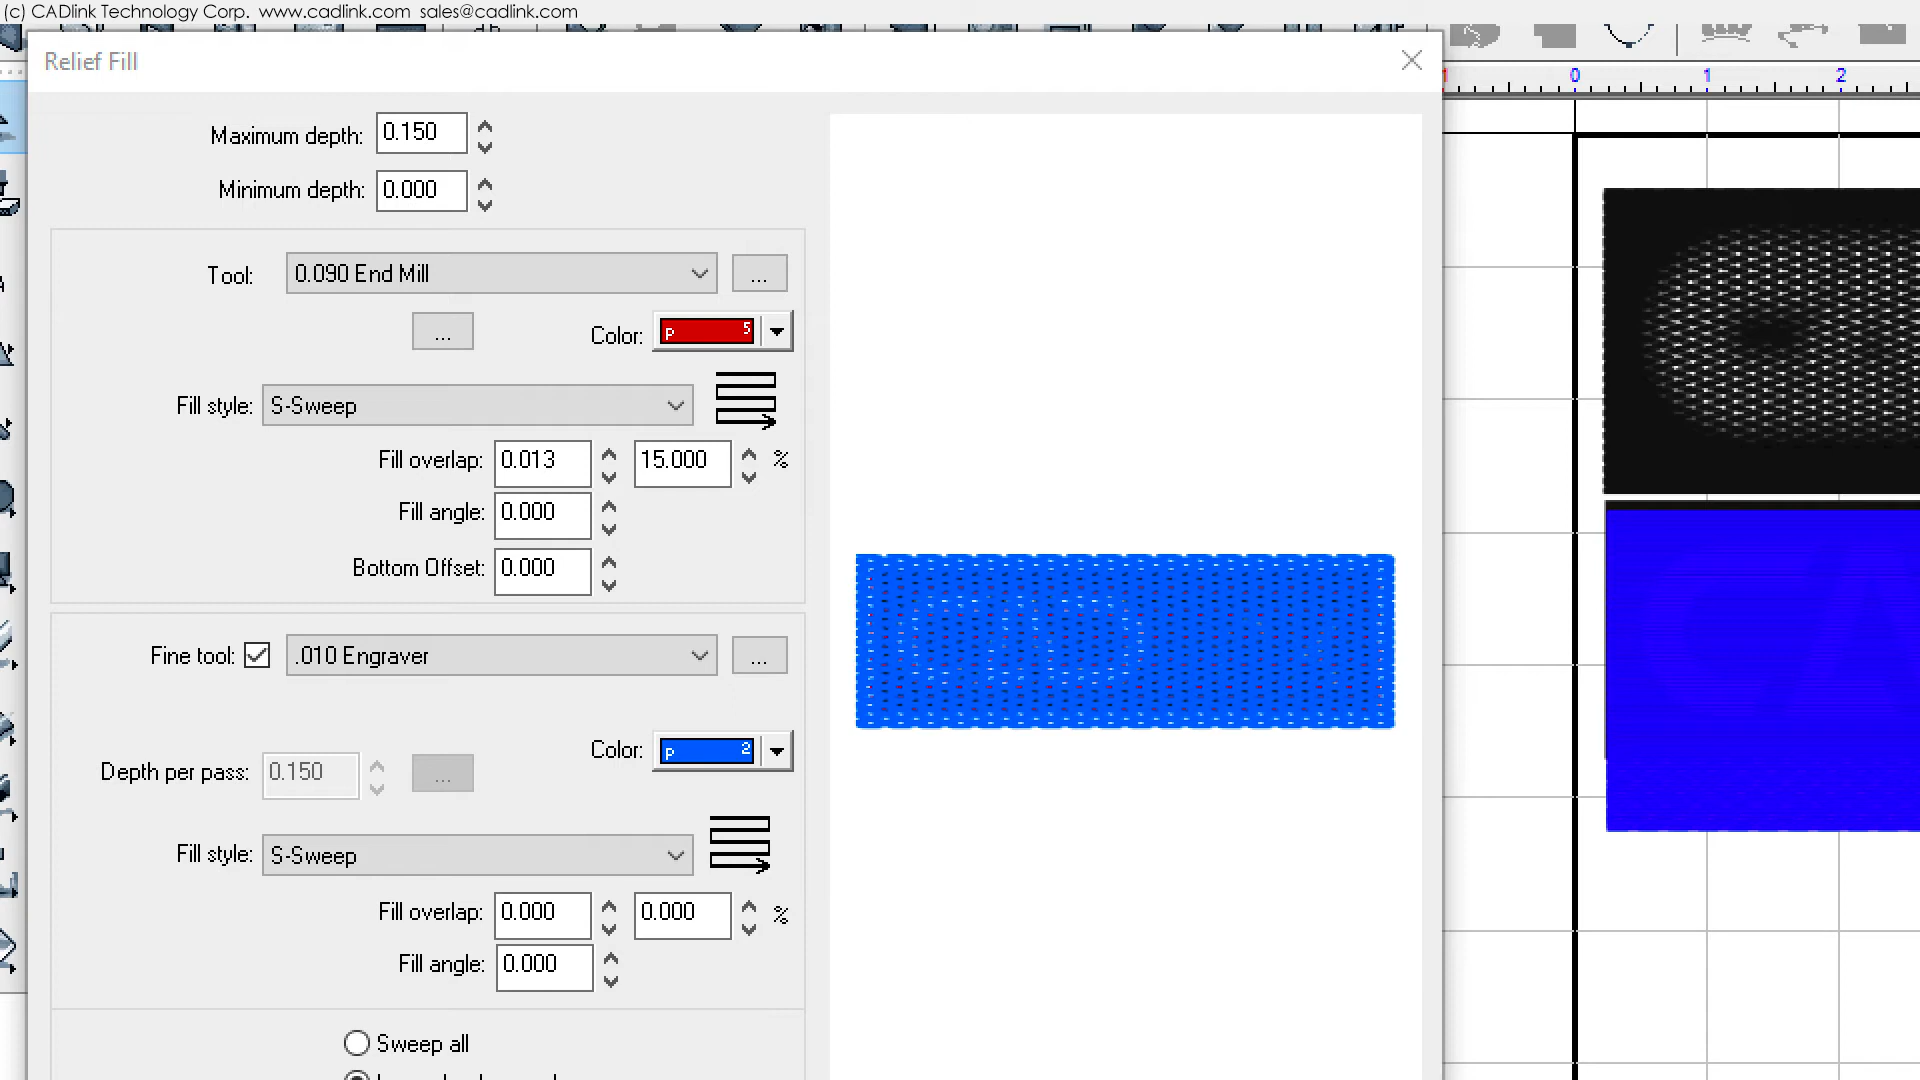 (c) CADlink Technology Corp. www.cadlink.com sales@cadlink.com
Relief Fill
1 0 1 2
Maximum depth: 0.150
Minimum depth: 0.000
Tool: 0.090 End Mill ...
... Color: p 5
Fill style: S-Sweep
Fill overlap: 0.013 15.000 %
Fill angle: 0.000
Bottom Offset: 0.000
Fine tool: .010 Engraver ...
Color: p 2
Depth per pass: 0.150 ...
Fill style: S-Sweep
Fill overlap: 0.000 0.000 %
Fill angle: 0.000
Sweep all
CA